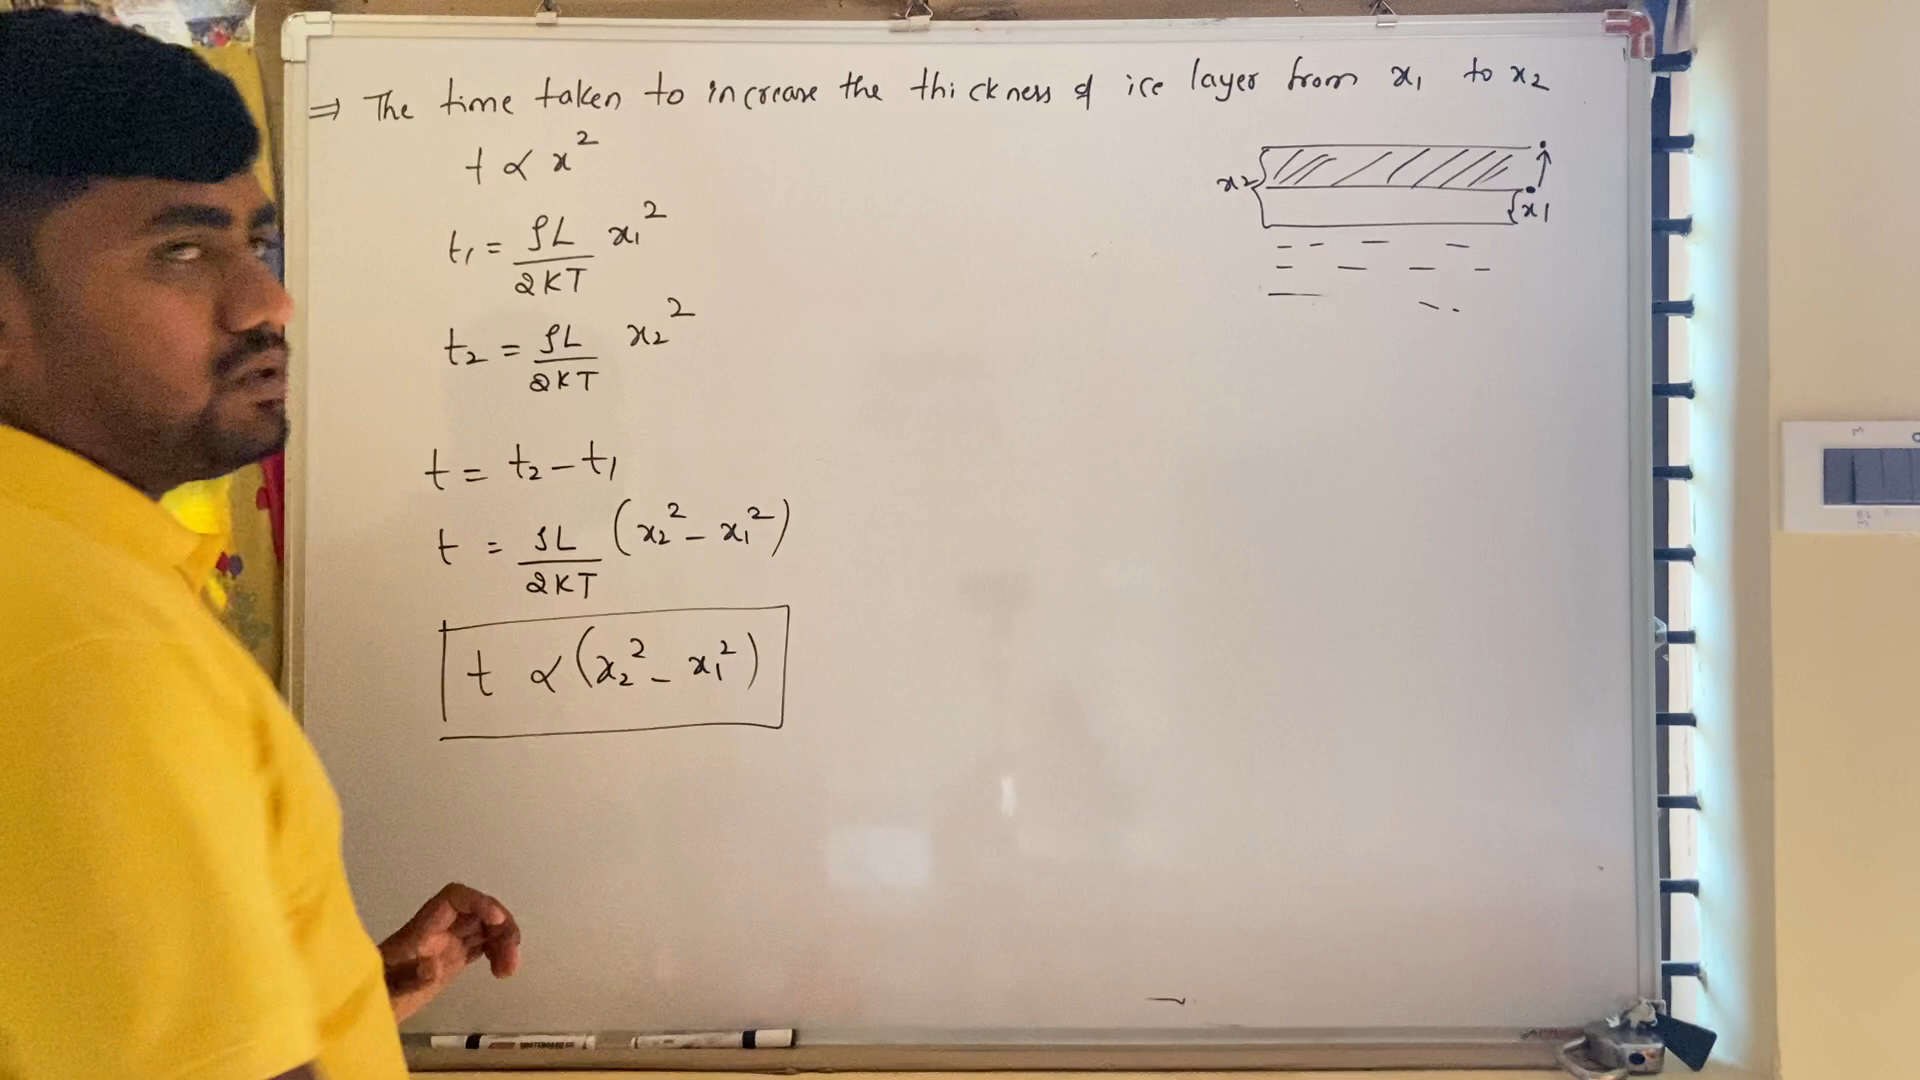 ⇒ The time taken to increase the thickness of ice layer from x₁ to x₂
t ∝ x²
t₁ = ρL/2KT x₁²
t₂ = ρL/2KT x₂²
t = t₂ - t₁
t = ρL/2KT (x₂² - x₁²)
t ∝ (x₂² - x₁²)
x₂
x₁